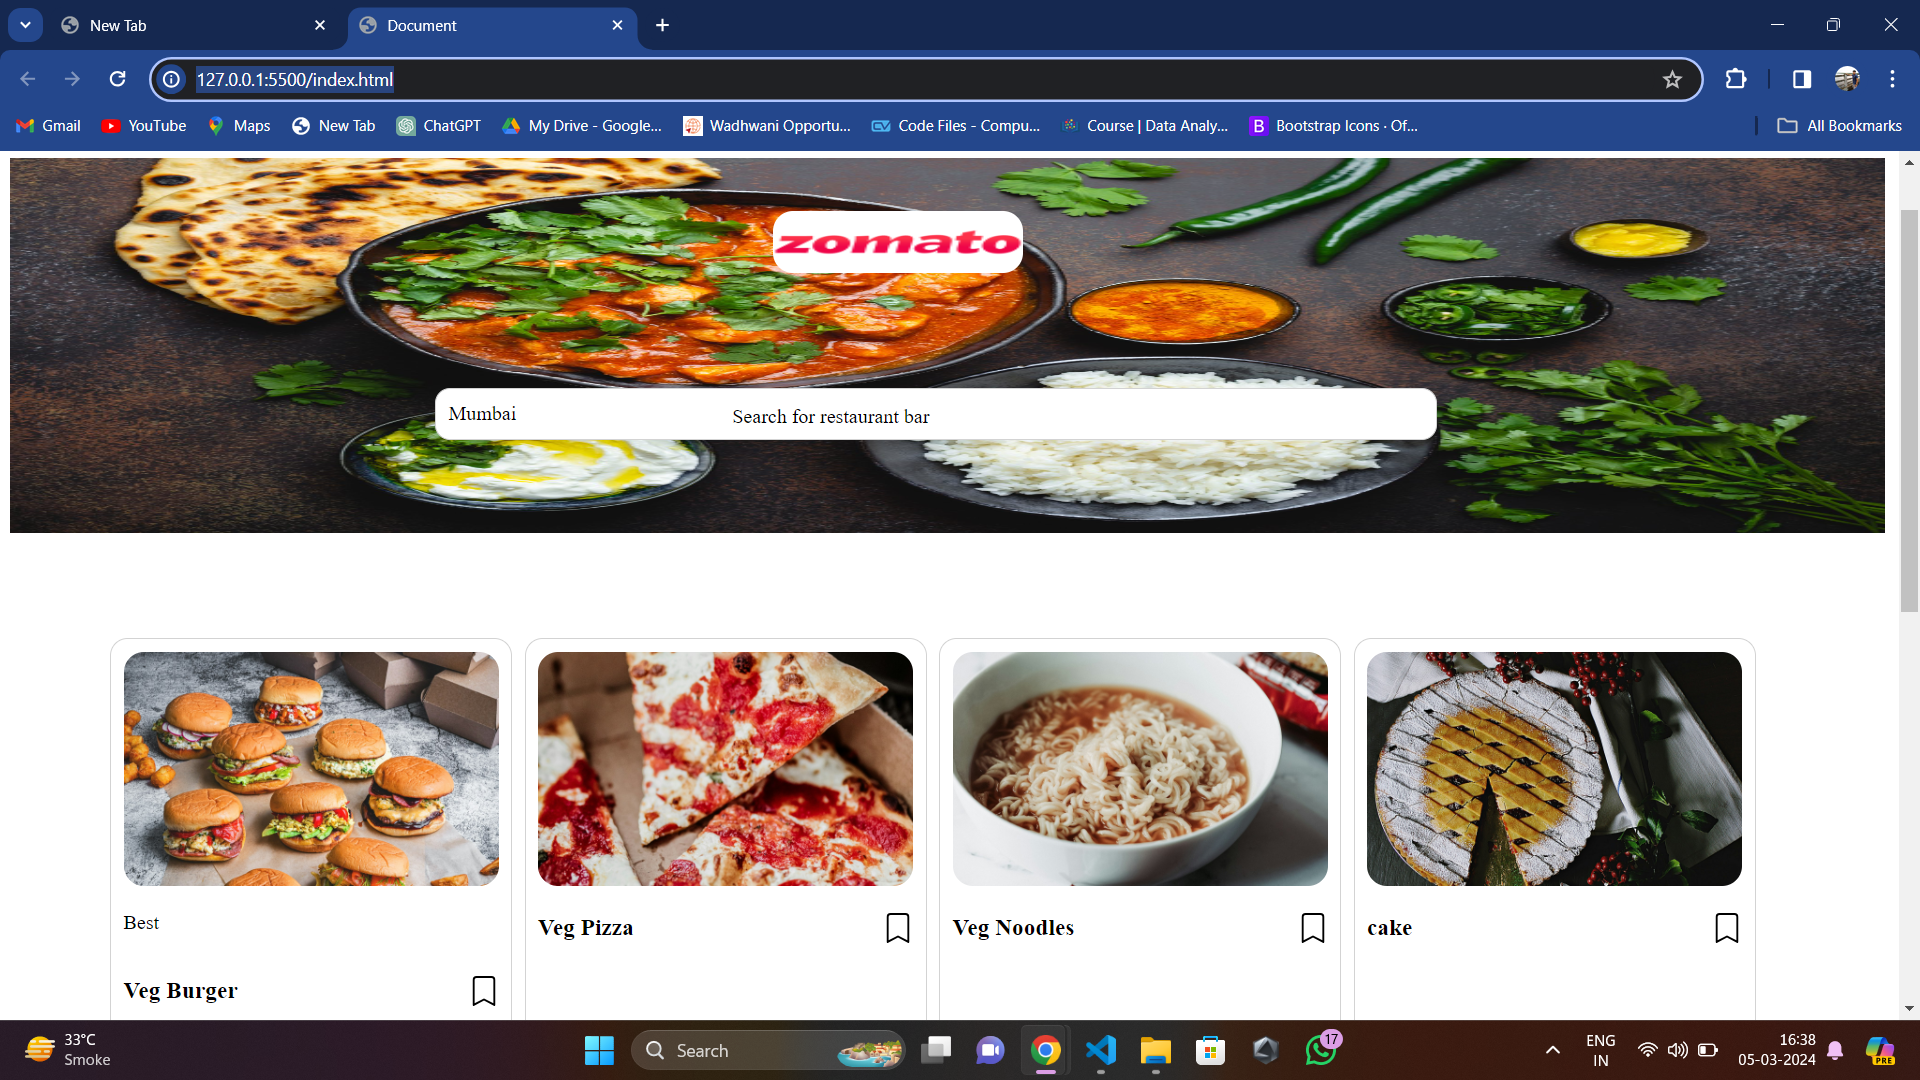 New Tab
Document
127.0.0.1:5500/index.html
Gmail
YouTube
Maps
New Tab
ChatGPT
My Drive - Google...
Wadhwani Opportu...
Code Files - Compu...
Course | Data Analy...
B
Bootstrap Icons · Of...
All Bookmarks
zomato
Mumbai
Search for restaurant bar
Best
Veg Burger
Veg Pizza
Veg Noodles
cake
33°C
Smoke
Search
17
ENG
IN
16:38
05-03-2024
PRE